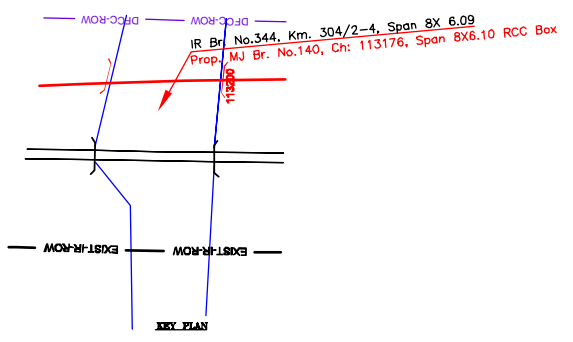 DFCC-ROW DFCC-ROW
IR Br. No.344, Km. 304/2-4, Span 8X 6.09
Prop. MJ Br. No.140, Ch: 113176, Span 8X6.10 RCC Box
113200
EXIST-IR-ROW EXIST-IR-ROW
KEY PLAN